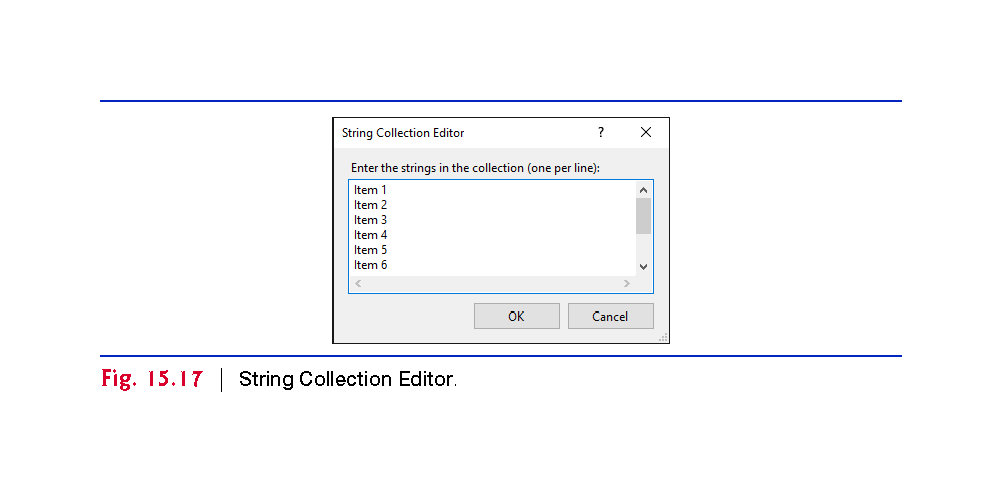 String Collection Editor ?
Enter the strings in the collection (one per line):
Item 1
Item 2
Item 3
Item 4
Item 5
Item 6
OK Cancel
Fig. 15.17 | String Collection Editor.